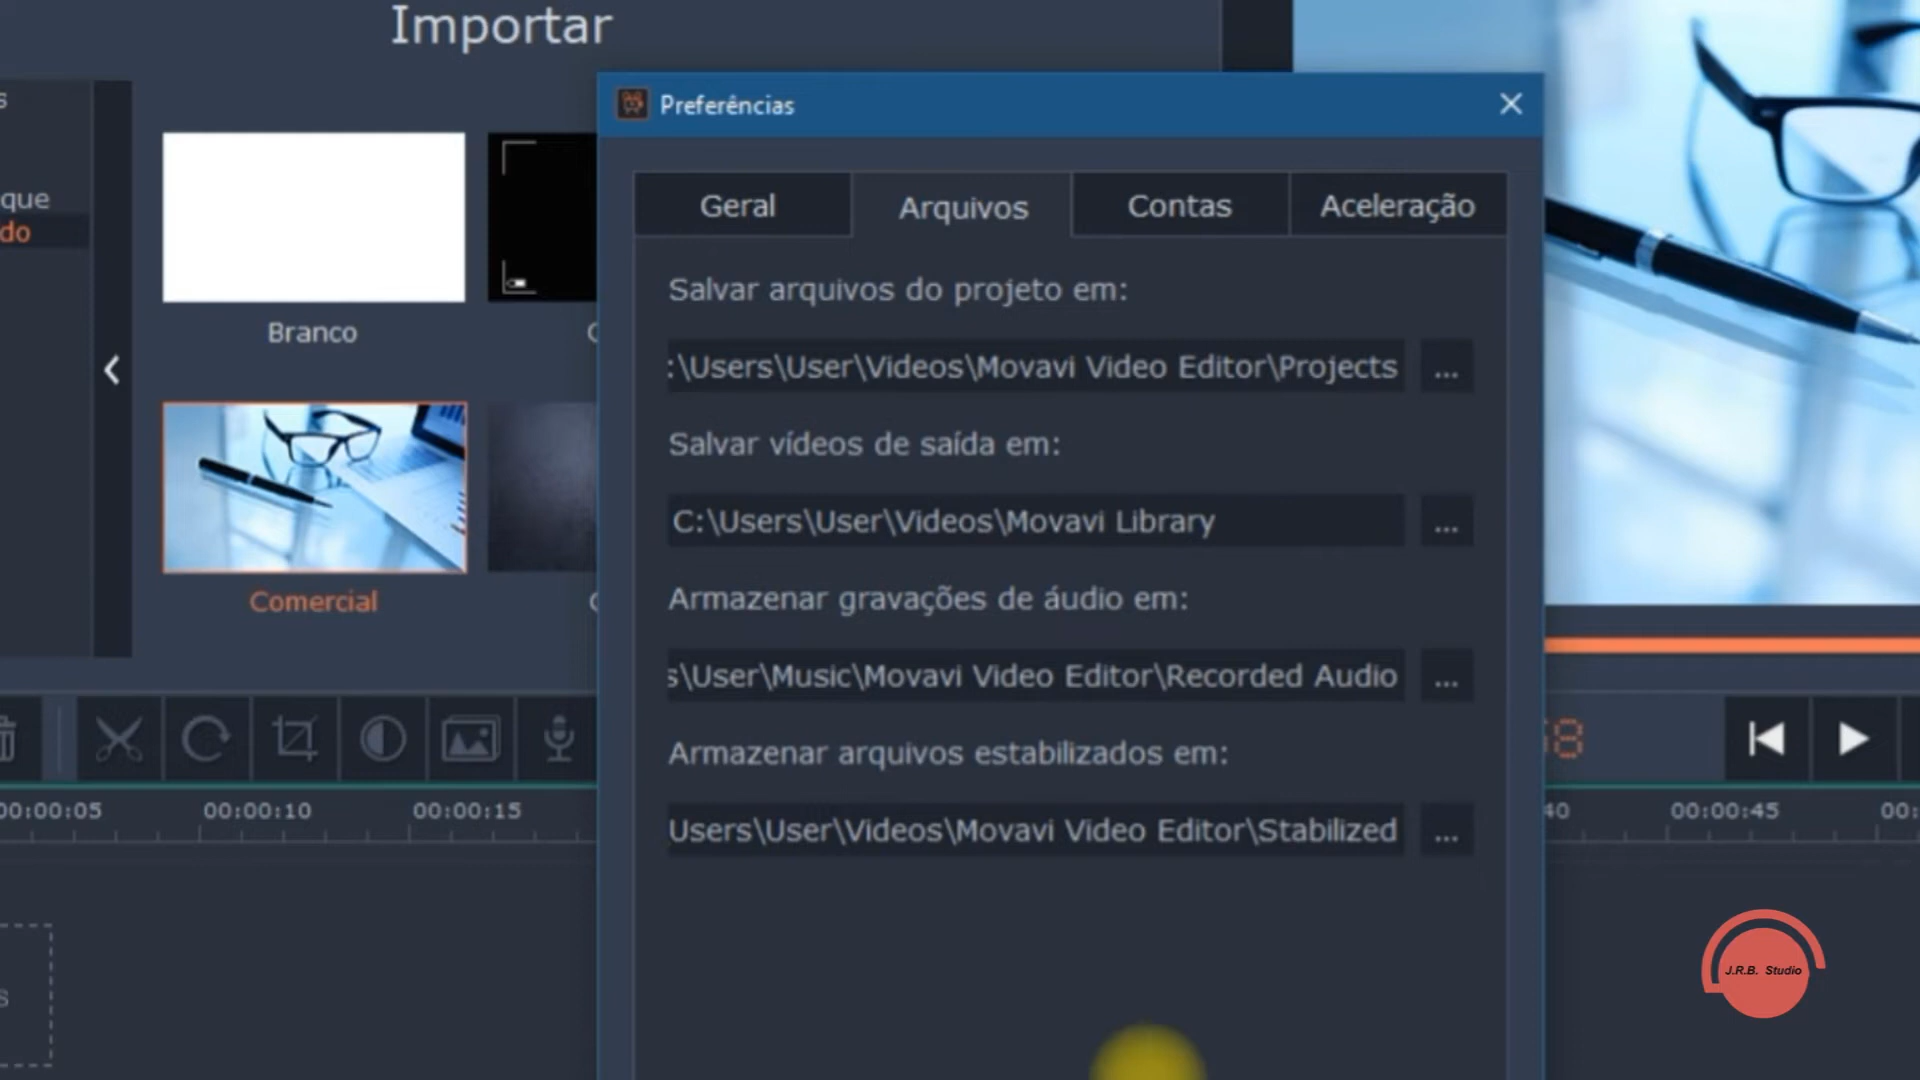 Importar
Preferências
que
do
Branco
Comercial
Geral
Arquivos
Contas
Aceleração
Salvar arquivos do projeto em:
:\Users\User\Videos\Movavi Video Editor\Projects
...
Salvar vídeos de saída em:
C:\Users\User\Videos\Movavi Library
...
Armazenar gravações de áudio em:
s\User\Music\Movavi Video Editor\Recorded Audio
...
Armazenar arquivos estabilizados em:
Users\User\Videos\Movavi Video Editor\Stabilized
...
00:00:05
00:00:10
00:00:15
40
00:00:45
00:
J.R.B. Studio